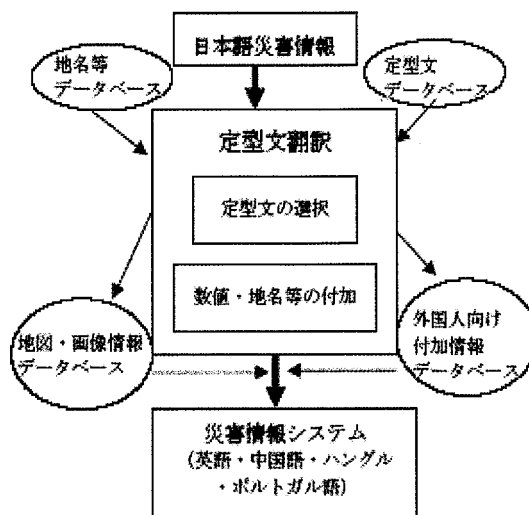 日本語災害情報
地名等
データベース
定型文
データベース
定型文翻訳
定型文の選択
数値・地名等の付加
地図・画像情報
データベース
外国人向け
付加情報
データベース
災害情報システム
(英語・中国語・ハングル
・ポルトガル語)